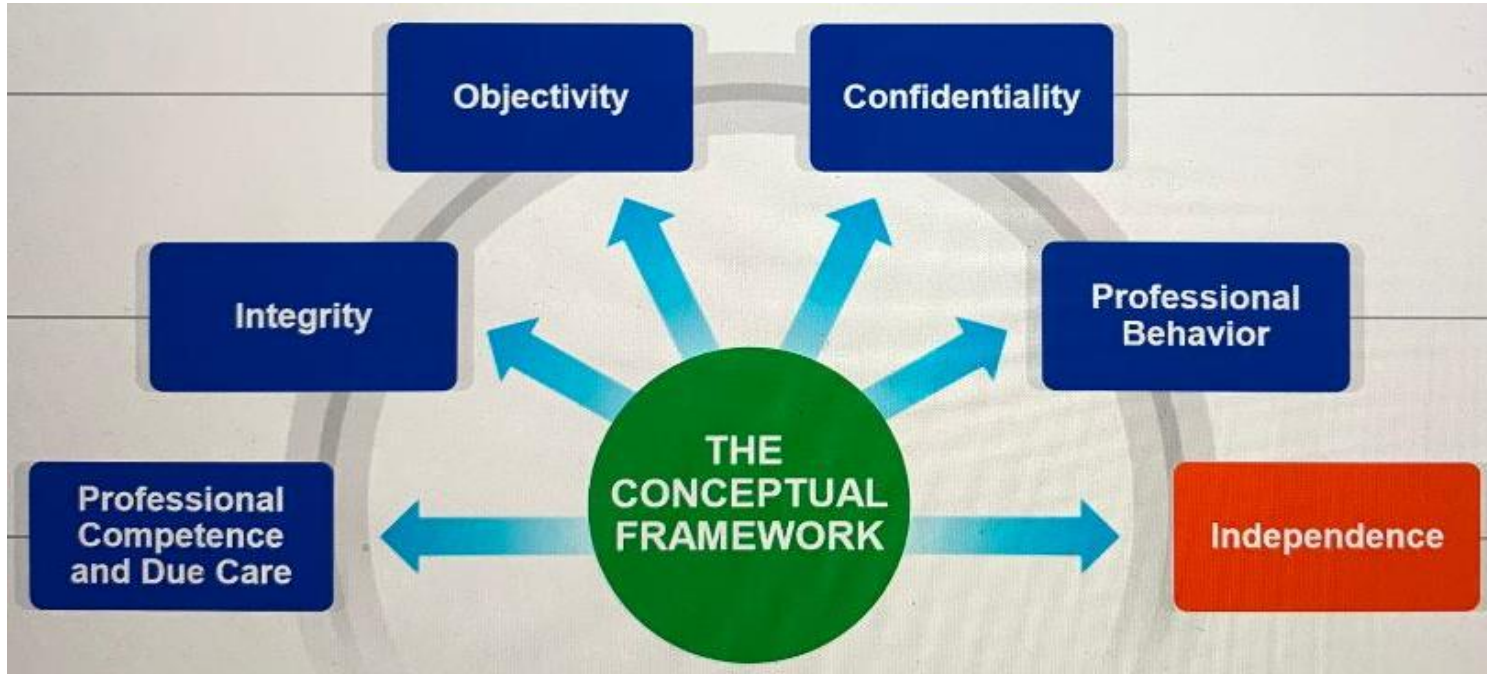 Objectivity
Confidentiality
Integrity
Professional
Behavior
THE
CONCEPTUAL
FRAMEWORK
Professional
Competence
and Due Care
Independence